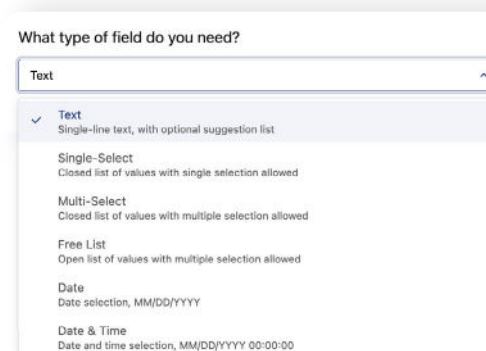 What type of field do you need?
Text
Text
Single-line text, with optional suggestion list
Single-Select
Closed list of values with single selection allowed
Multi-Select
Closed list of values with multiple selection allowed
Free List
Open list of values with multiple selection allowed
Date
Date selection, MM/DD/YYYY
Date & Time
Date and time selection, MM/DD/YYYY 00:00:00